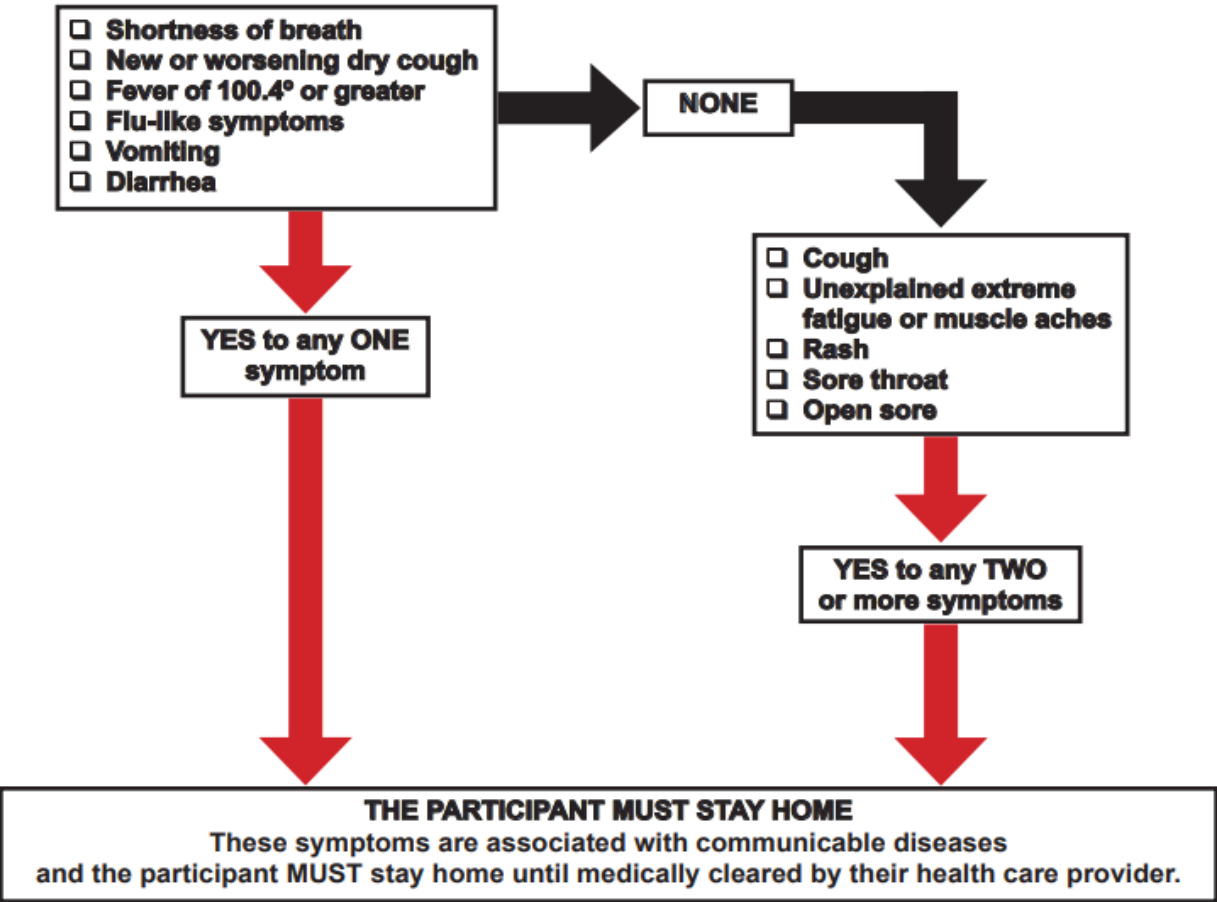 ❑ Shortness of breath
❑ New or worsening dry cough
❑ Fever of 100.4º or greater
❑ Flu-like symptoms
❑ Vomiting
❑ Diarrhea
NONE
❑ Cough
❑ Unexplained extreme
fatigue or muscle aches
❑ Rash
❑ Sore throat
❑ Open sore
YES to any ONE
symptom
YES to any TWO
or more symptoms
THE PARTICIPANT MUST STAY HOME
These symptoms are associated with communicable diseases
and the participant MUST stay home until medically cleared by their health care provider.